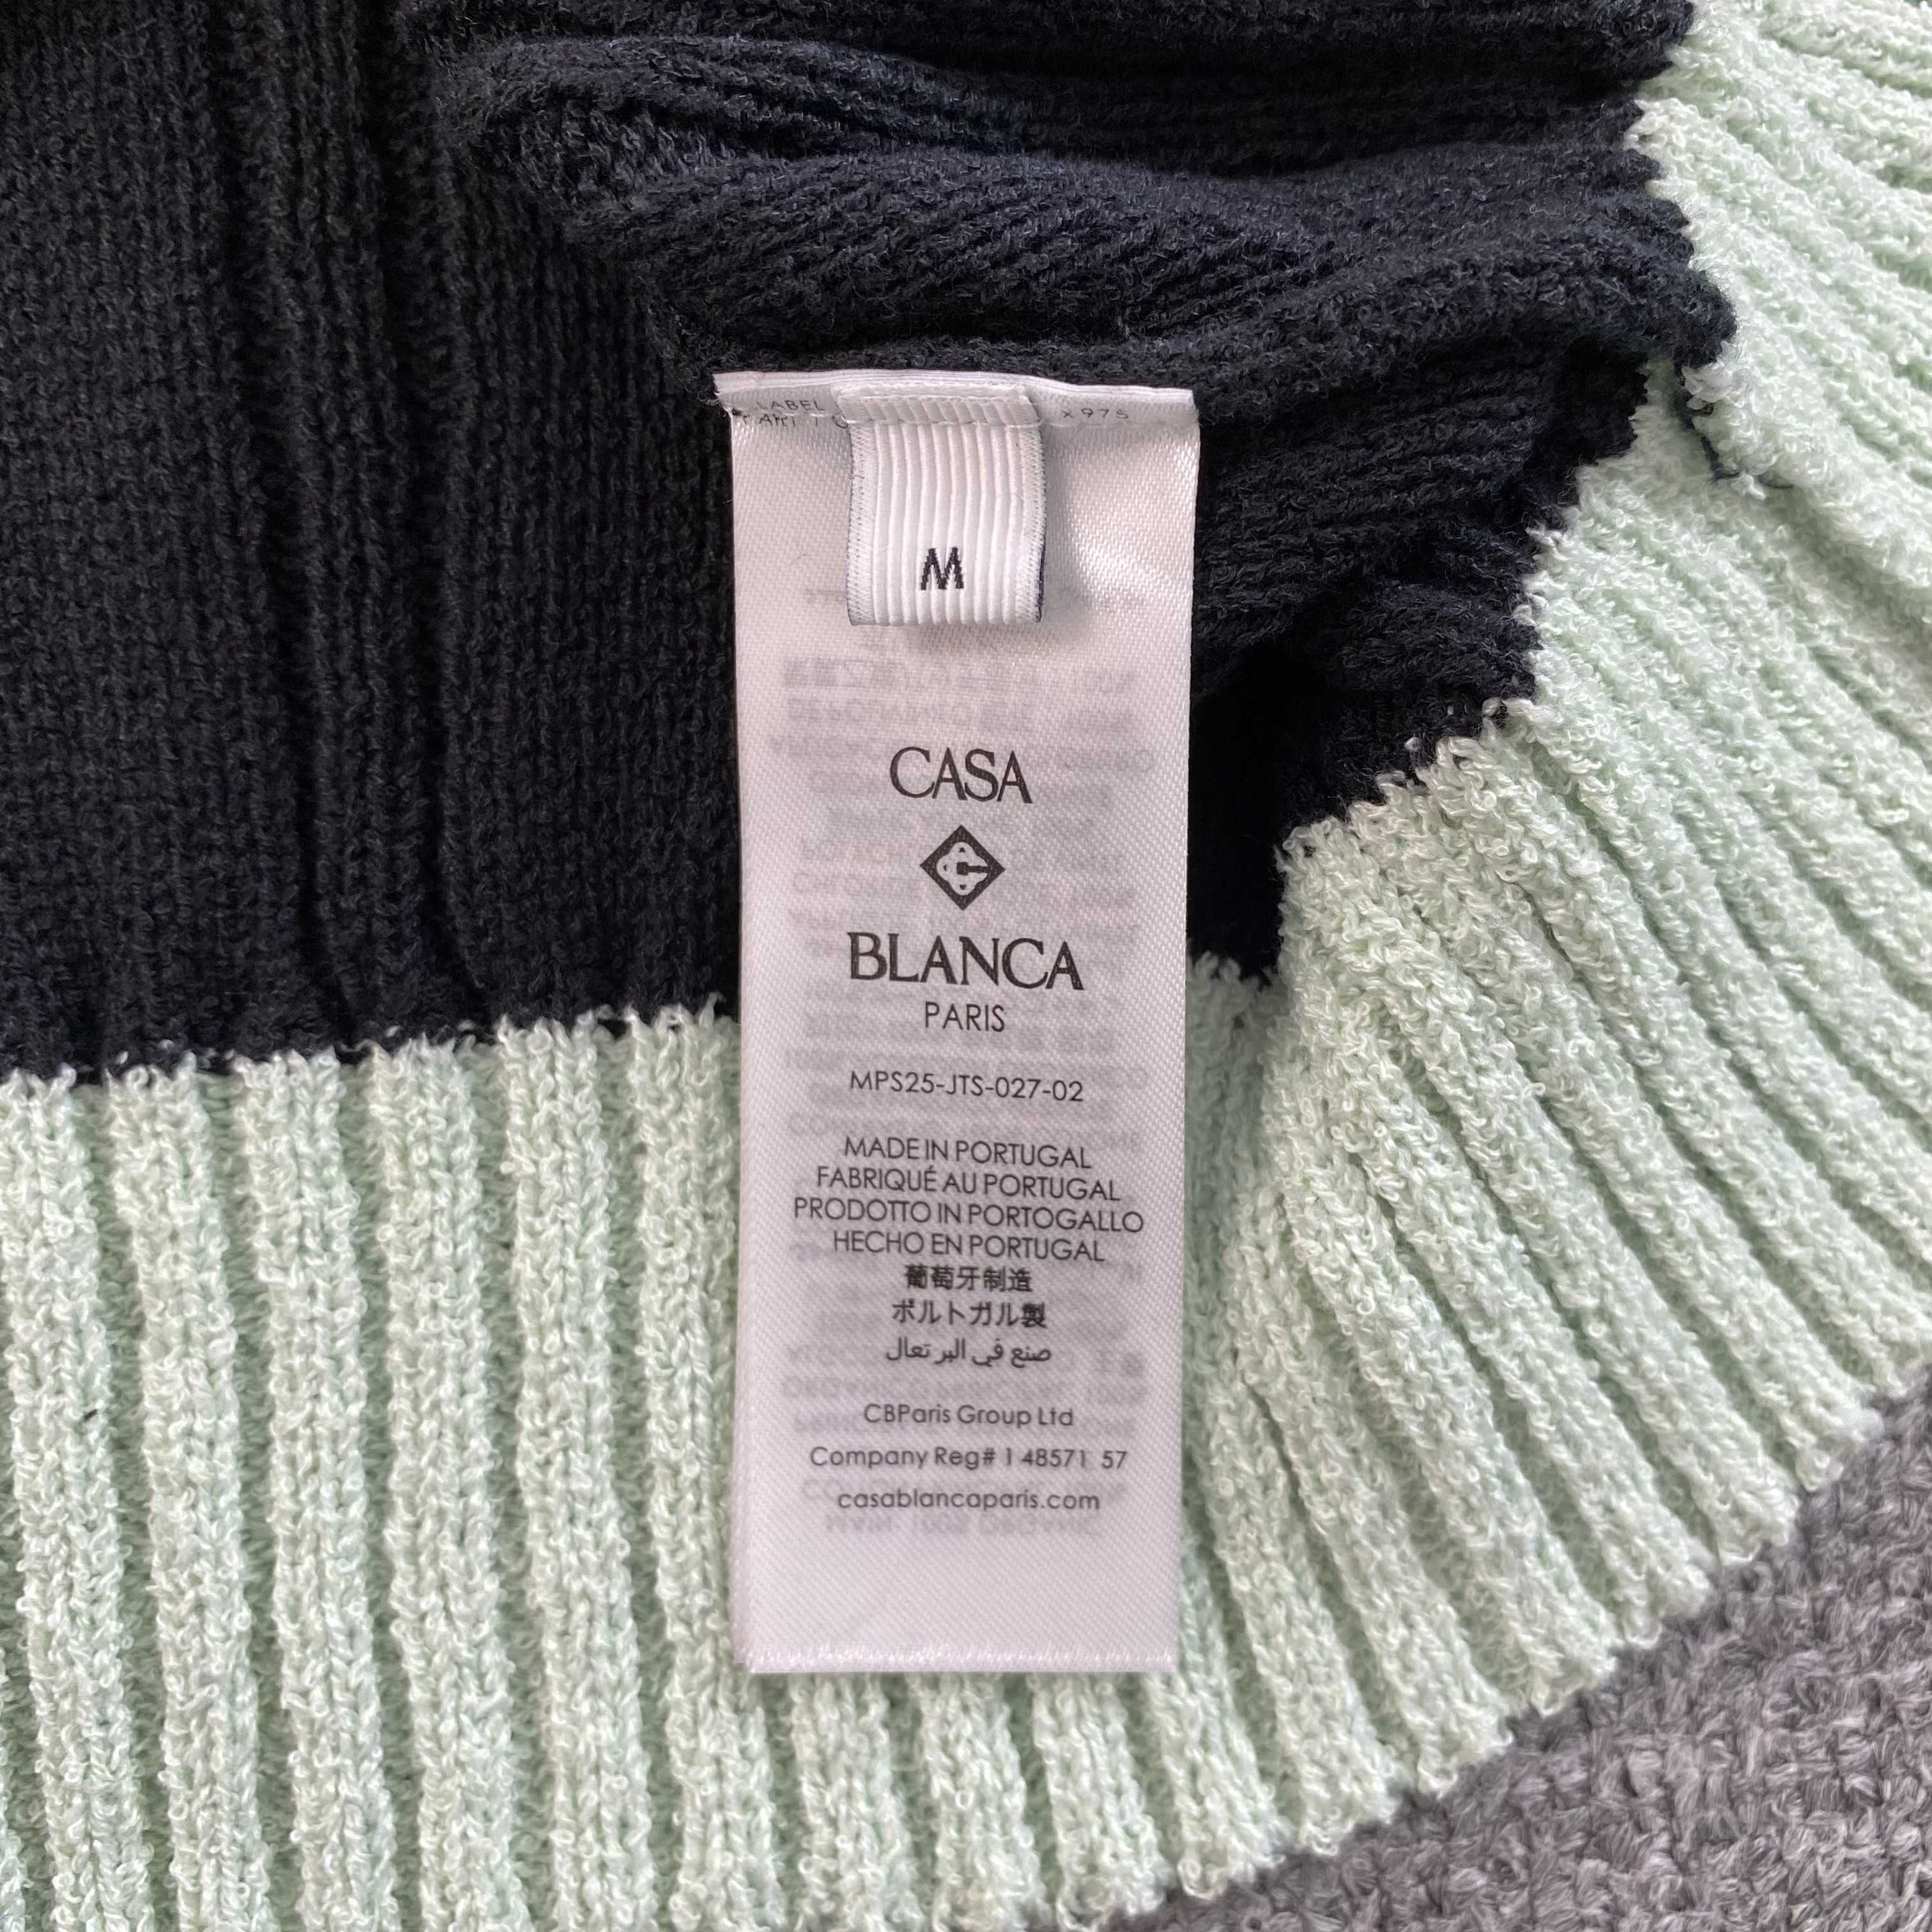 LABEL
X975
M
CASA
BLANCA
PARIS
MPS25-JTS-027-02
MADE IN PORTUGAL
FABRIQUÉ AU PORTUGAL
PRODOTTO IN PORTOGALLO
HECHO EN PORTUGAL
葡萄牙制造
ポルトガル製
صنع في البرتغال
CBParis Group Ltd
Company Reg# 1 48571 57
casablancaparis.com